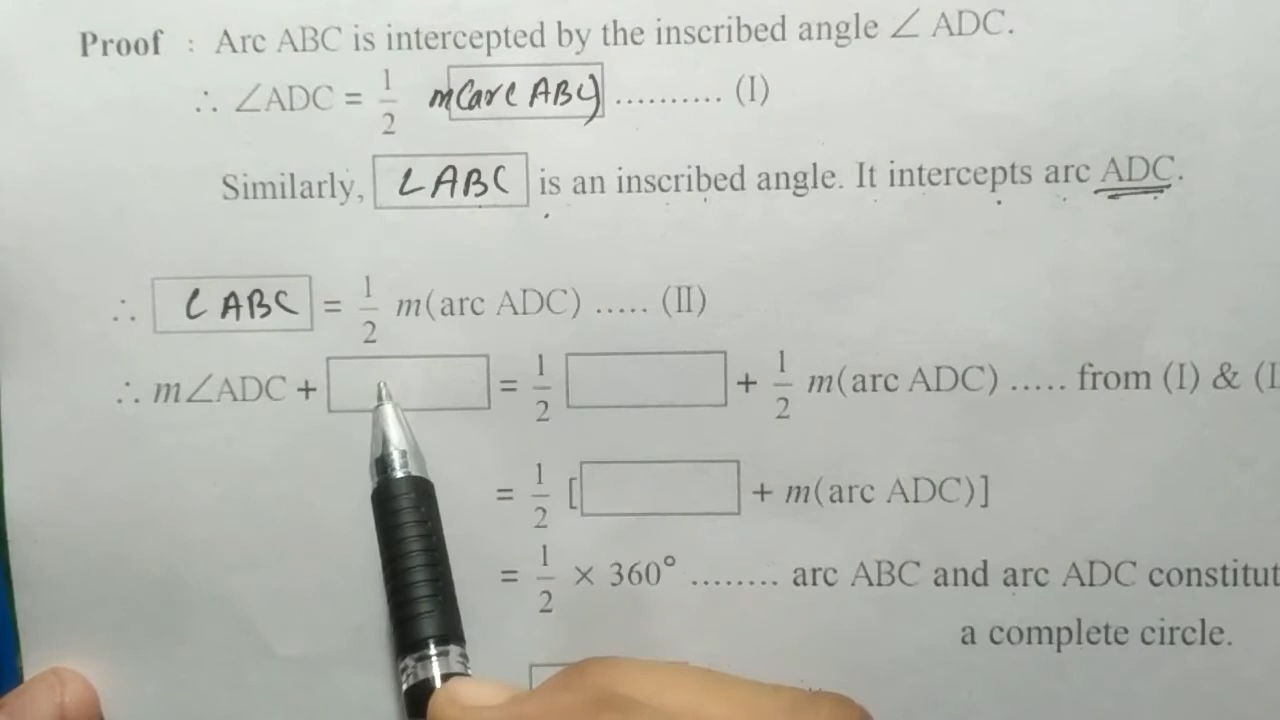 Proof : Arc ABC is intercepted by the inscribed angle ∠ ADC.
∴ ∠ADC = 1/2 m(arc ABC) .......... (I)
Similarly, ∠ABC is an inscribed angle. It intercepts arc ADC.
∴ ∠ABC = 1/2 m(arc ADC) ..... (II)
∴ m∠ADC + = 1/2 + 1/2 m(arc ADC) ..... from (I) & (I
= 1/2 [ + m(arc ADC)]
= 1/2 × 360° ........ arc ABC and arc ADC constitut
a complete circle.